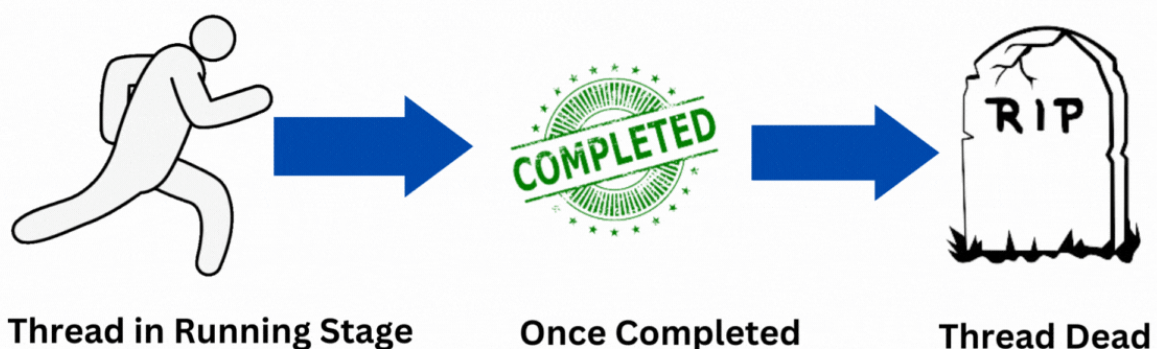 COMPLETED
RIP
Thread in Running Stage
Once Completed
Thread Dead